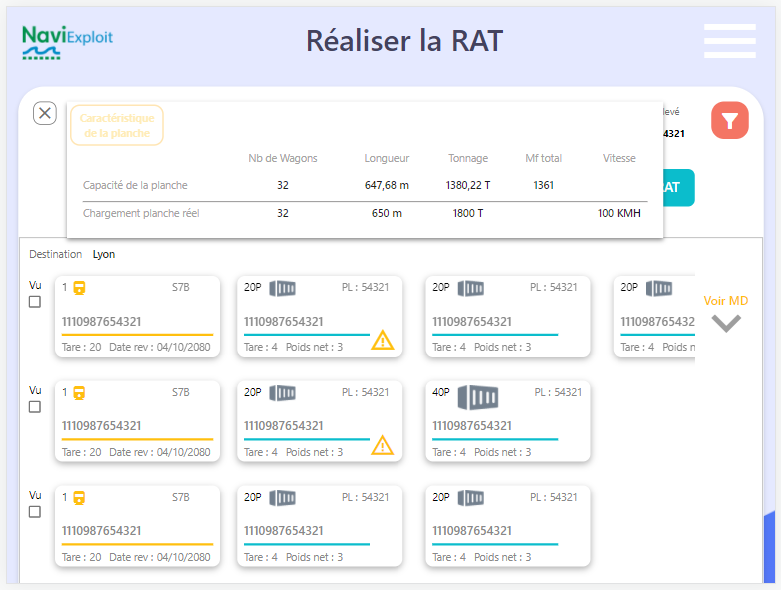 NaviExploit
Réaliser la RAT
Caractéristique
de la planche
levé
4321
AT
Nb de Wagons Longueur Tonnage Mf total Vitesse
Capacité de la planche 32 647,68 m 1380,22 T 1361
Chargement planche réel 32 650 m 1800 T 100 KMH
Destination Lyon
Vu 1 S7B 20P PL : 54321 20P PL : 54321 20P
1110987654321 1110987654321 1110987654321 111098765432
Tare : 20 Date rev : 04/10/2080 Tare : 4 Poids net : 3 Tare : 4 Poids net : 3 Tare : 4 Poids n
Voir MD
Vu 1 S7B 20P PL : 54321 40P PL : 54321
1110987654321 1110987654321 1110987654321
Tare : 20 Date rev : 04/10/2080 Tare : 4 Poids net : 3 Tare : 4 Poids net : 3
Vu 1 S7B 20P PL : 54321 20P PL : 54321
1110987654321 1110987654321 1110987654321
Tare : 20 Date rev : 04/10/2080 Tare : 4 Poids net : 3 Tare : 4 Poids net : 3